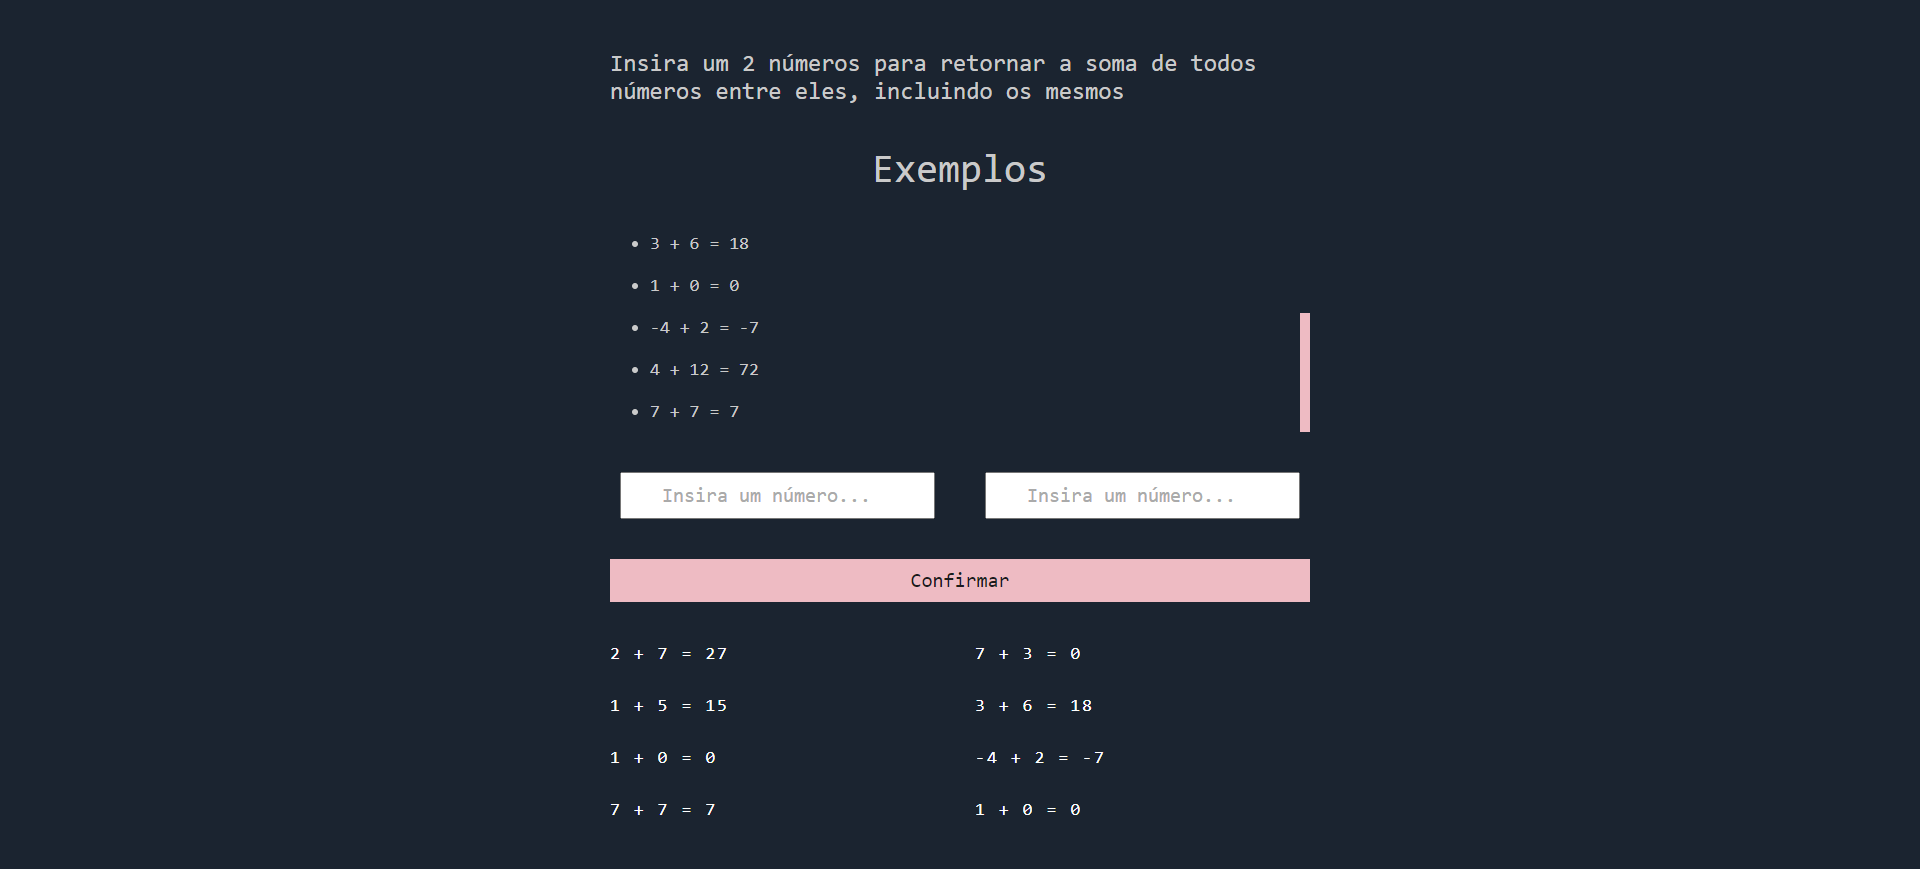 Insira um 2 números para retornar a soma de todos
números entre eles, incluindo os mesmos
Exemplos
3 + 6 = 18
1 + 0 = 0
-4 + 2 = -7
4 + 12 = 72
7 + 7 = 7
Insira um número... Insira um número...
Confirmar
2 + 7 = 27 7 + 3 = 0
1 + 5 = 15 3 + 6 = 18
1 + 0 = 0 -4 + 2 = -7
7 + 7 = 7 1 + 0 = 0